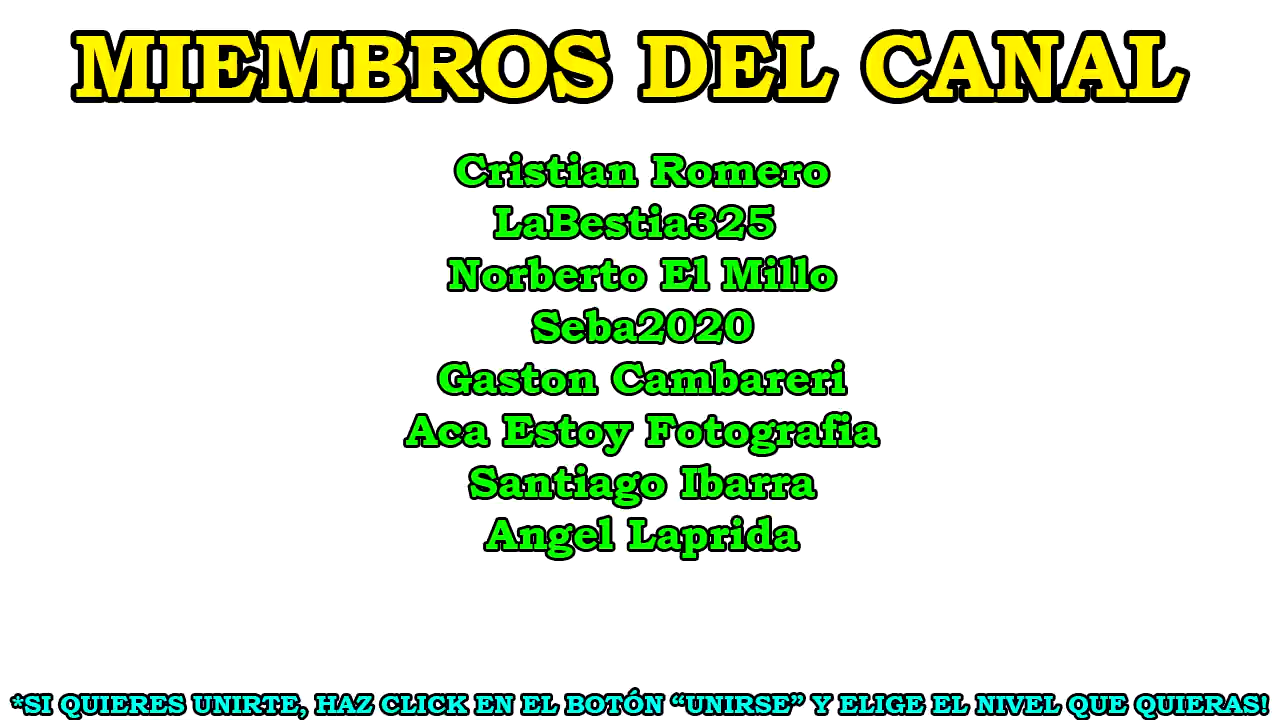 MIEMBROS DEL CANAL
Cristian Romero
LaBestia325
Norberto El Millo
Seba2020
Gaston Cambareri
Aca Estoy Fotografia
Santiago Ibarra
Angel Laprida
*SI QUIERES UNIRTE, HAZ CLICK EN EL BOTÓN “UNIRSE” Y ELIGE EL NIVEL QUE QUIERAS!